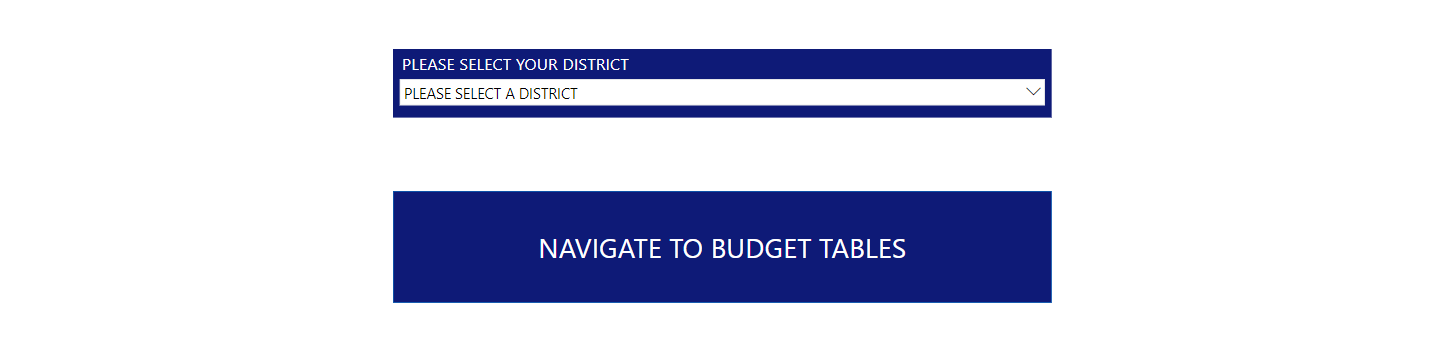 PLEASE SELECT YOUR DISTRICT
PLEASE SELECT A DISTRICT
NAVIGATE TO BUDGET TABLES